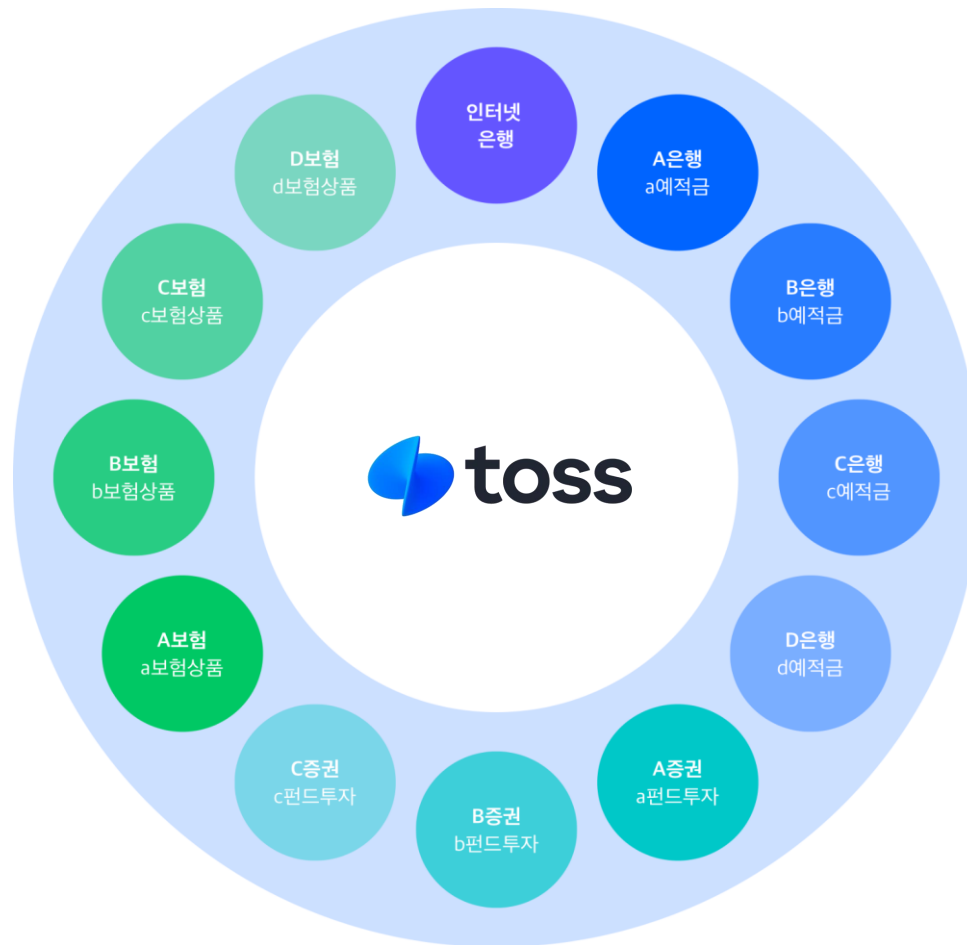 인터넷
은행
A은행
a예적금
B은행
b예적금
C은행
c예적금
D은행
d예적금
A증권
a펀드투자
B증권
b펀드투자
C증권
c펀드투자
A보험
a보험상품
B보험
b보험상품
C보험
c보험상품
D보험
d보험상품
toss